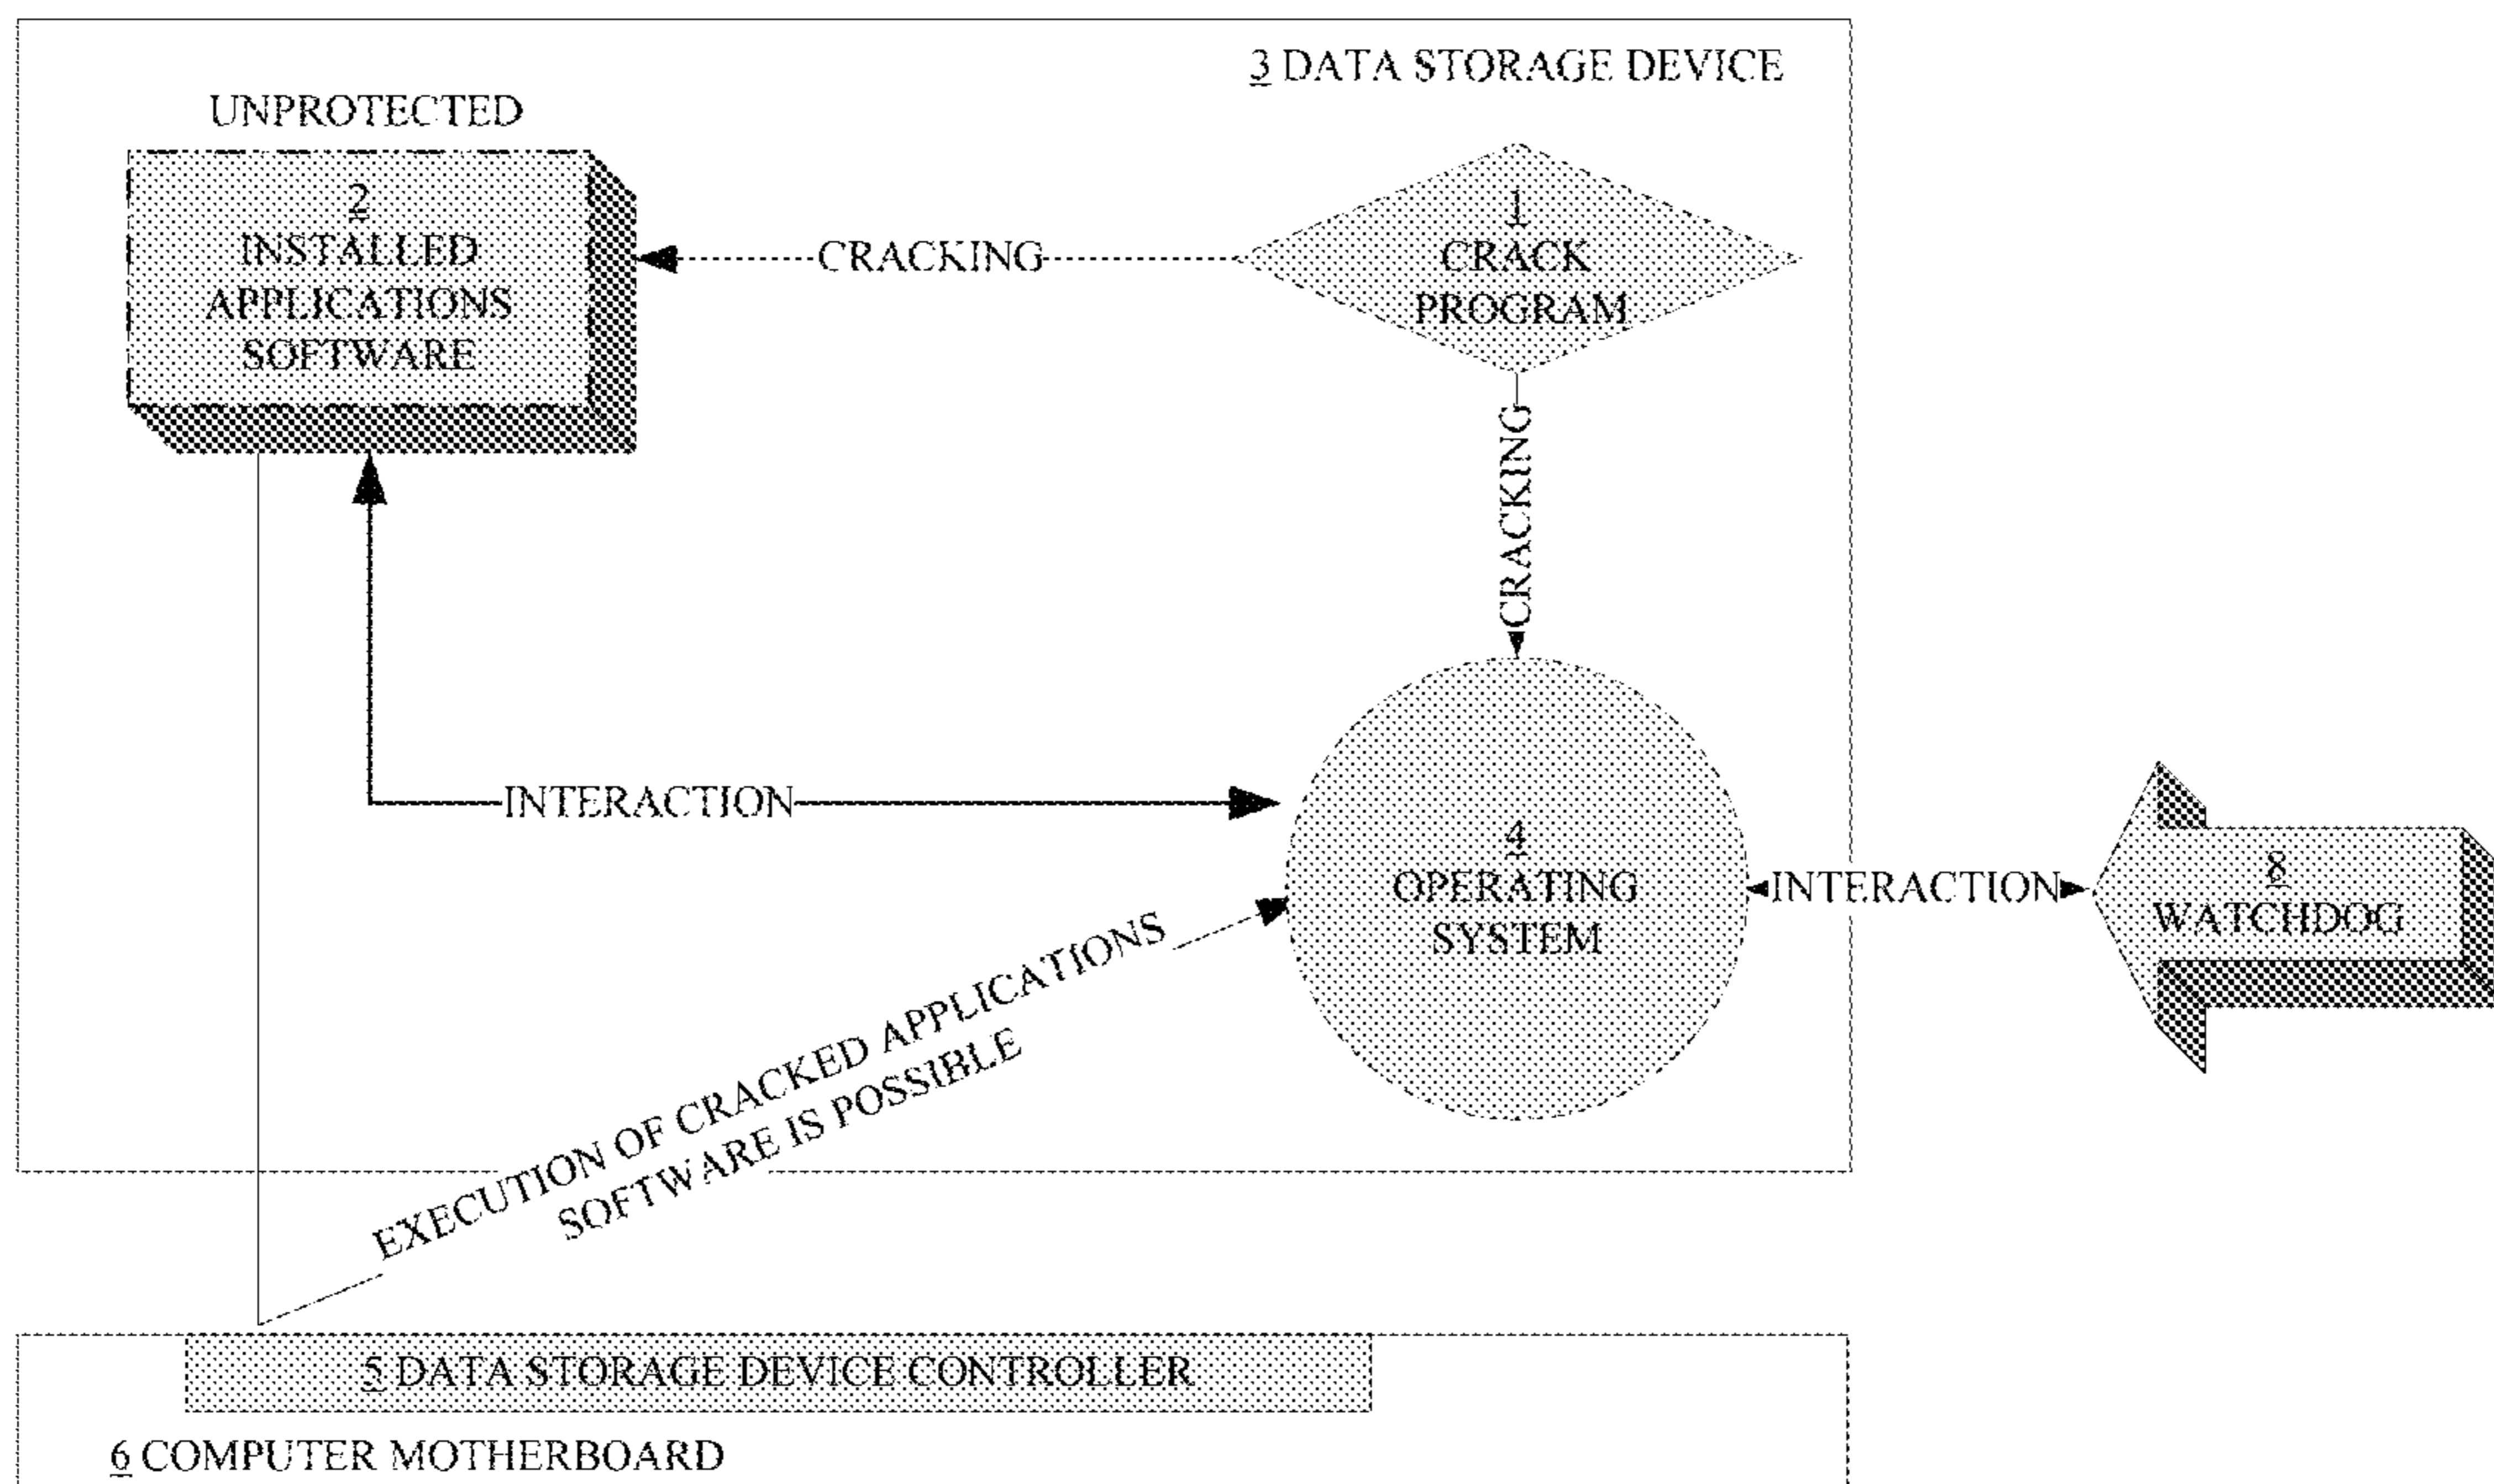 3 DATA STORAGE DEVICE
UNPROTECTED
2
INSTALLED
APPLICATIONS
SOFTWARE
CRACKING
1
CRACK
PROGRAM
CRACKING
INTERACTION
4
OPERATING
SYSTEM
INTERACTION
8
WATCHDOG
EXECUTION OF CRACKED APPLICATIONS
SOFTWARE IS POSSIBLE
5 DATA STORAGE DEVICE CONTROLLER
6 COMPUTER MOTHERBOARD